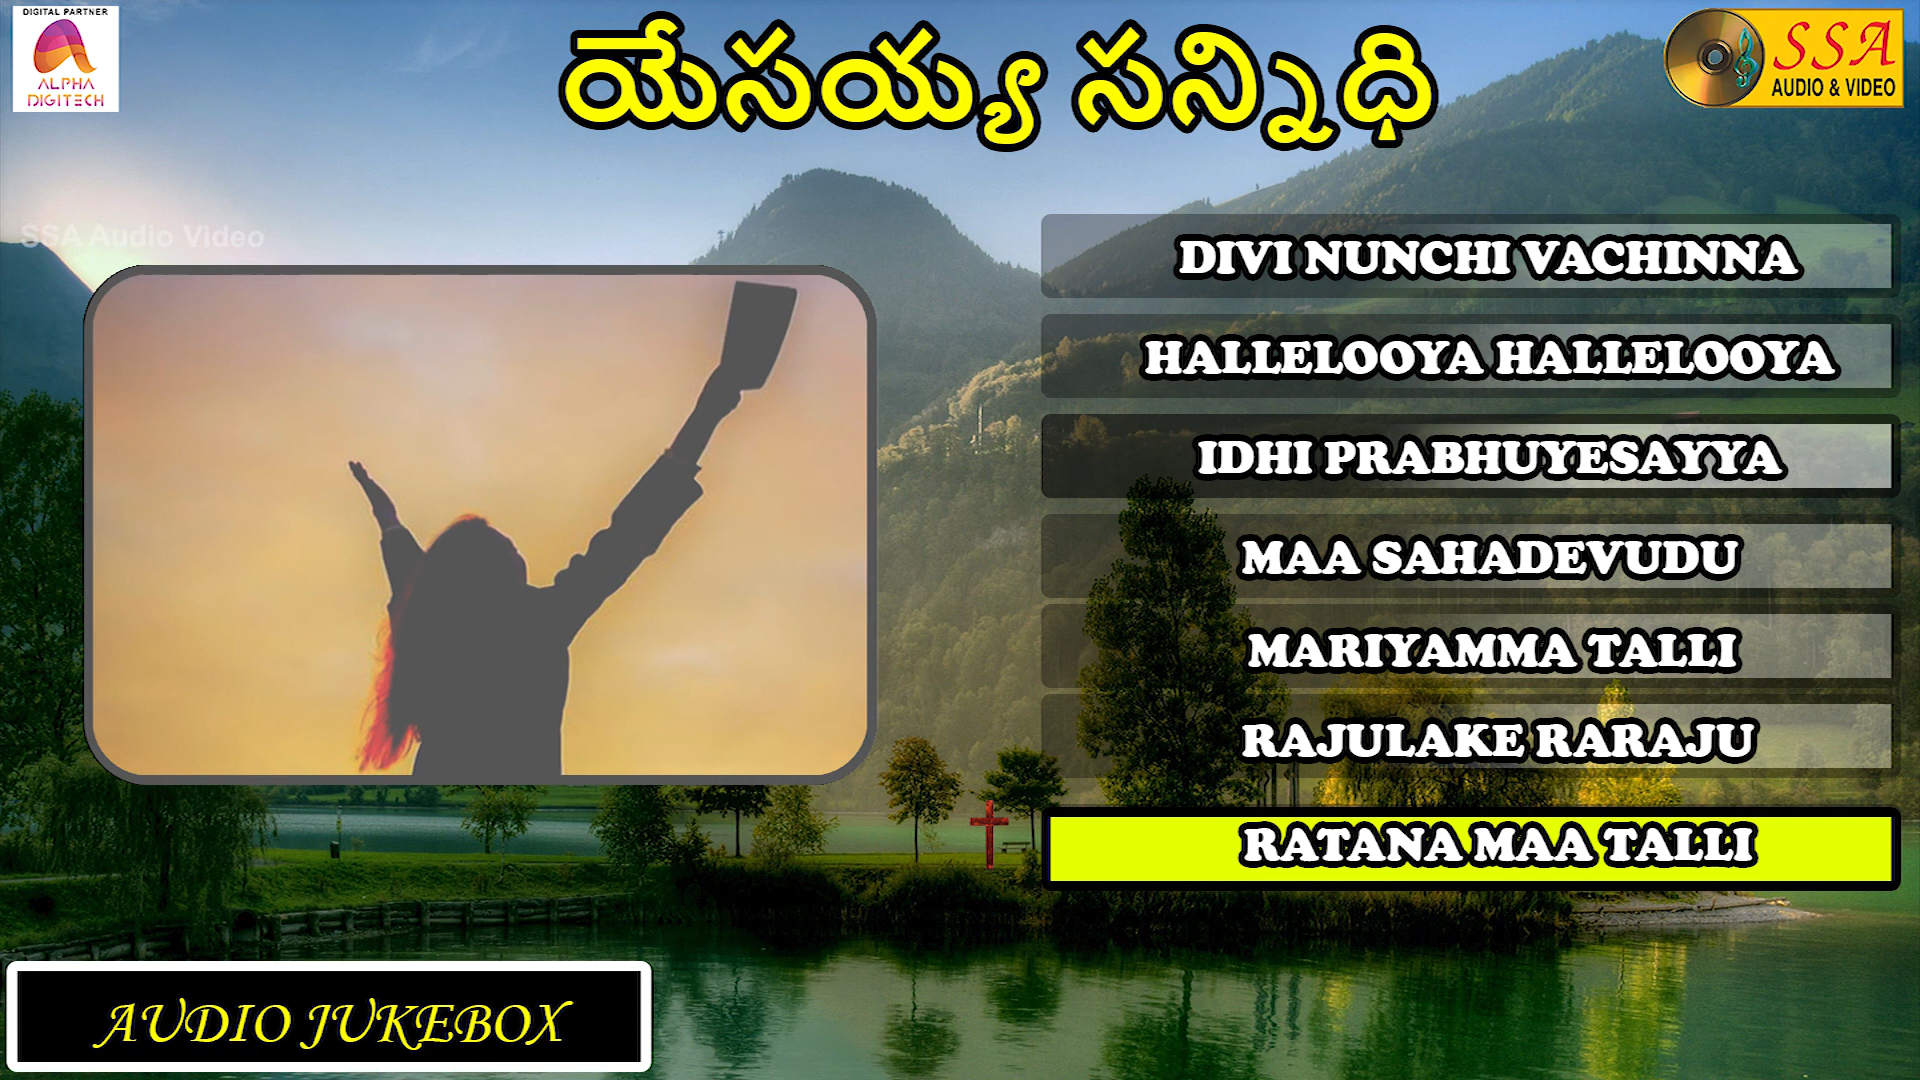 DIGITAL PARTNER
ALPHA
DIGITECH
యేసయ్య సన్నిధి
SSA
AUDIO & VIDEO
SSA Audio Video
DIVI NUNCHI VACHINNA
HALLELOOYA HALLELOOYA
IDHI PRABHUYESAYYA
MAA SAHADEVUDU
MARIYAMMA TALLI
RAJULAKE RARAJU
RATANA MAA TALLI
AUDIO JUKEBOX